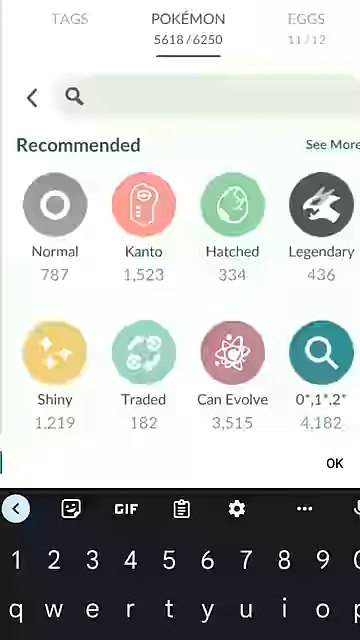 TAGS POKÉMON EGGS
5618 / 6250 11 / 12
Recommended See More
Normal Kanto Hatched Legendary
787 1,523 334 436
Shiny Traded Can Evolve 0*,1*,2*
1,219 182 3,515 4,182
OK
GIF
1 2 3 4 5 6 7 8 9 0
q w e r t y u i o p